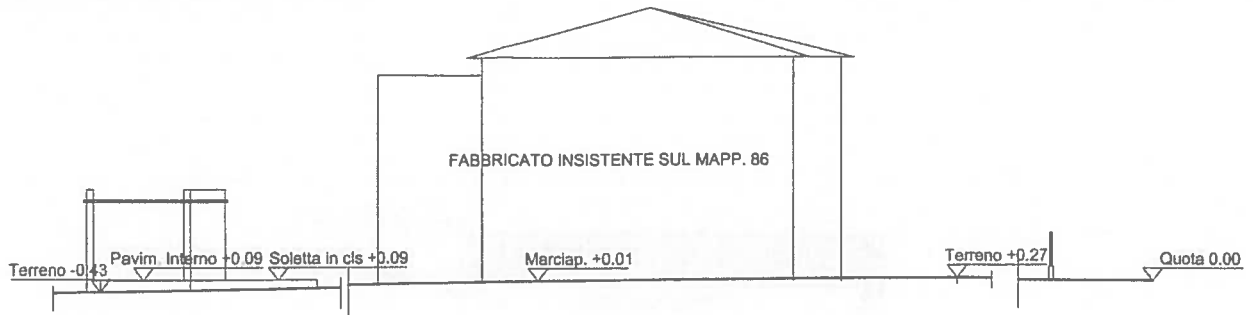 FABBRICATO INSISTENTE SUL MAPP. 86
Terreno -0.43
Pavim. Interno +0.09
Soletta in cls +0.09
Marciap. +0.01
Terreno +0.27
Quota 0.00